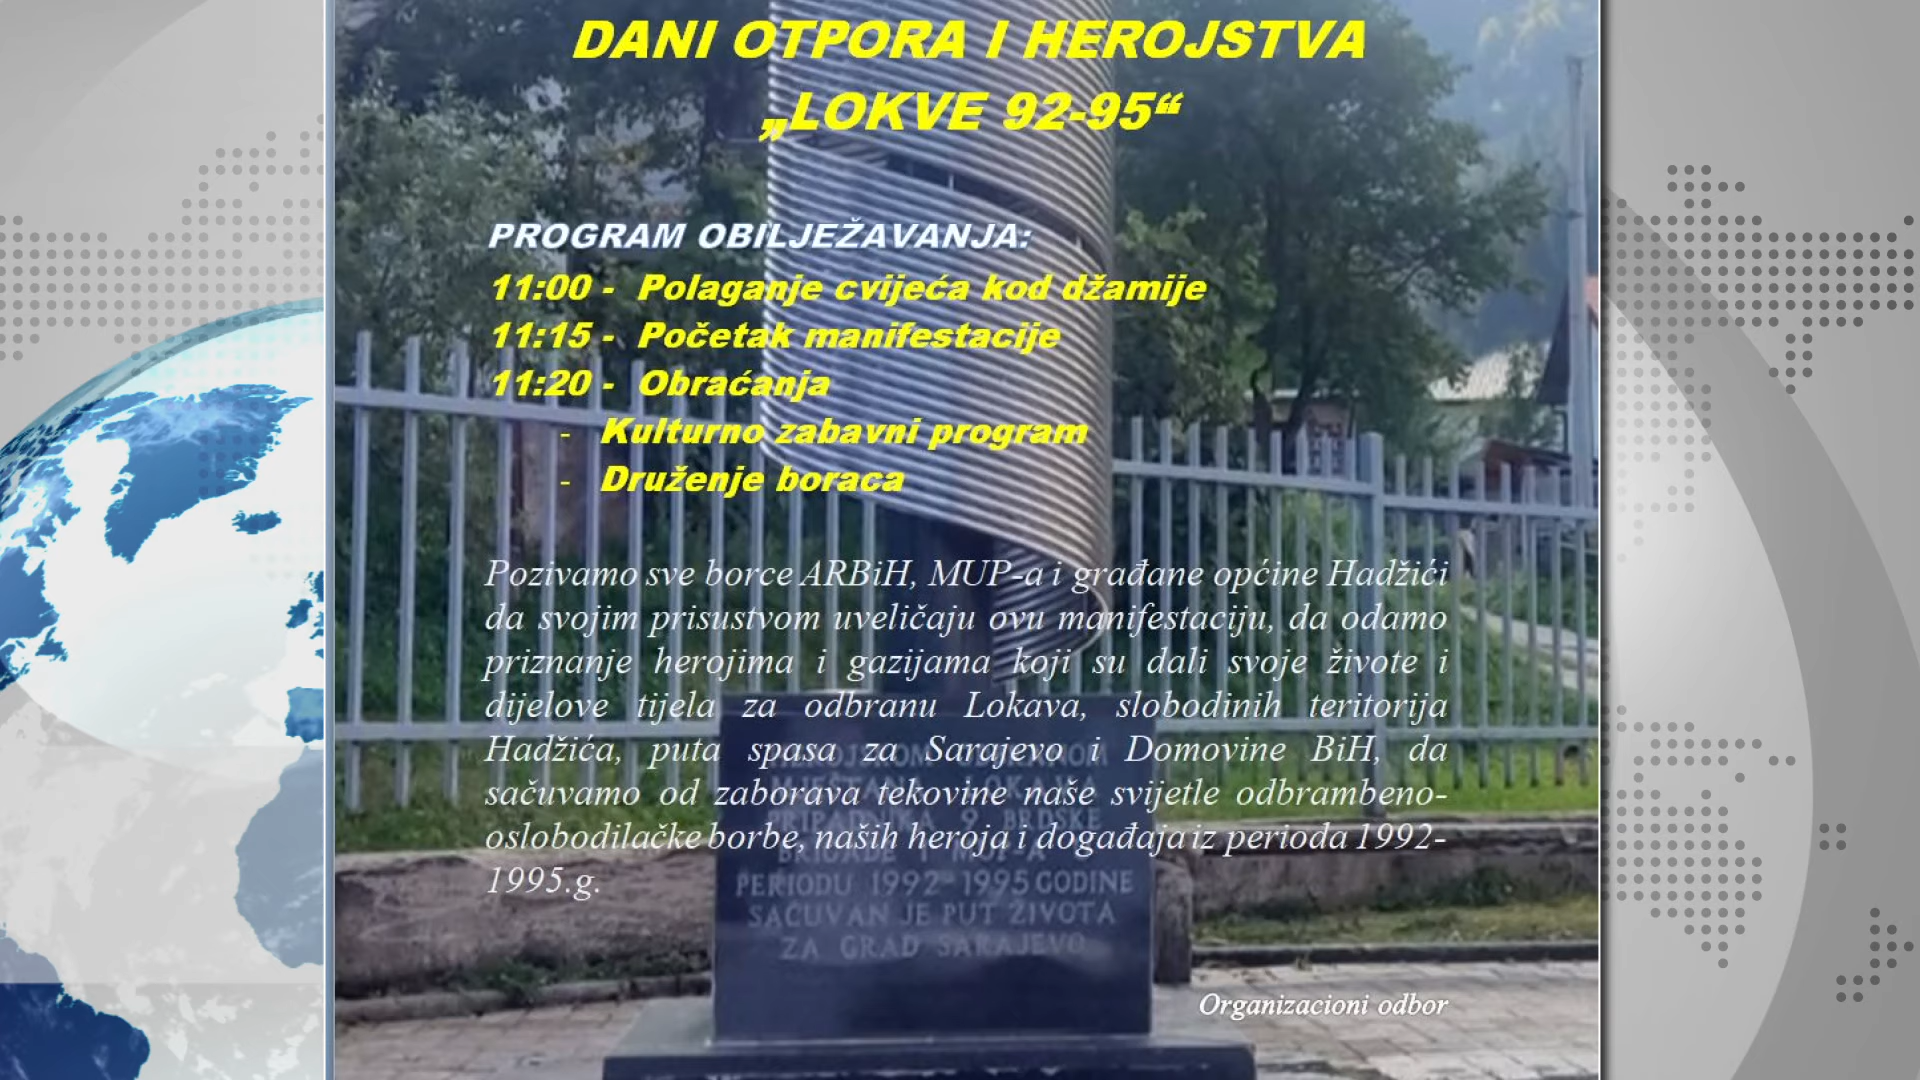 DANI OTPORA I HEROJSTVA
„LOKVE 92-95“
PROGRAM OBILJEŽAVANJA:
11:00 - Polaganje cvijeća kod džamije
11:15 - Početak manifestacije
11:20 - Obraćanja
- Kulturno zabavni program
- Druženje boraca
Pozivamo sve borce ARBiH, MUP-a i građane općine Hadžići
da svojim prisustvom uveličaju ovu manifestaciju, da odamo
priznanje herojima i gazijama koji su dali svoje živote i
dijelove tijela za odbranu Lokava, slobodinih teritorija
Hadžića, puta spasa za Sarajevo i Domovine BiH, da
sačuvamo od zaborava tekovine naše svijetle odbrambeno-
oslobodilačke borbe, naših heroja i događaja iz perioda 1992-
1995.g.
BRIGADE I MUP-A
PERIODU 1992-1995 GODINE
SAČUVAN JE PUT ŽIVOTA
ZA GRAD SARAJEVO
Organizacioni odbor